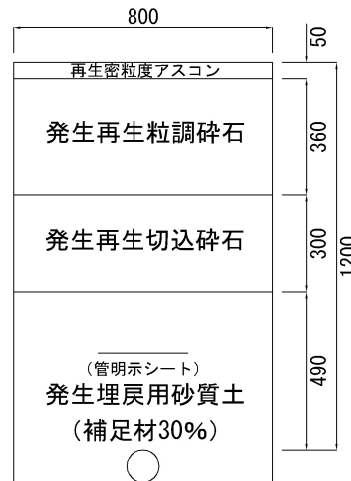 800
50
再生密粒度アスコン
発生再生粒調砕石
360
発生再生切込砕石
300
1200
(管明示シート)
490
発生埋戻用砂質土
(補足材30%)